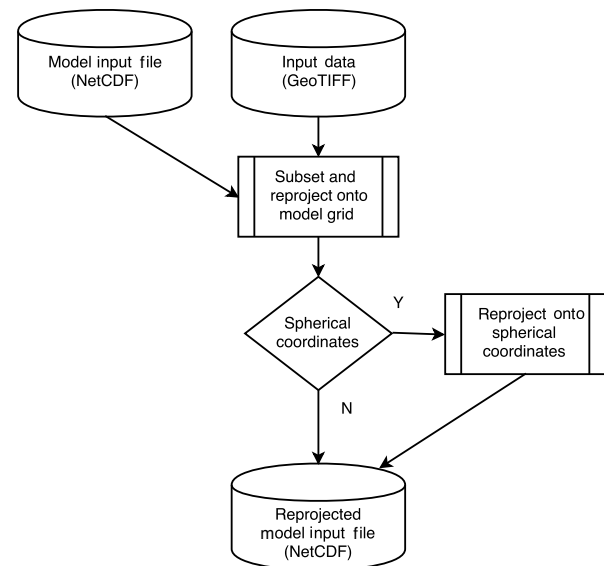 Model input file
(NetCDF)
Input data
(GeoTIFF)
Subset and
reproject onto
model grid
Spherical
coordinates
Y
Reproject onto
spherical
coordinates
N
Reprojected
model input file
(NetCDF)